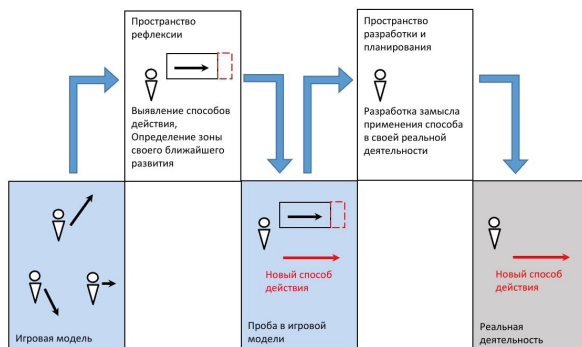 Пространство
рефлексии
Выявление способов
действия,
Определение зоны
своего ближайшего
развития
Пространство
разработки и
планирования
Разработка замысла
применения способа
в своей реальной
деятельности
Игровая модель
Новый способ
действия
Проба в игровой
модели
Новый способ
действия
Реальная
деятельность